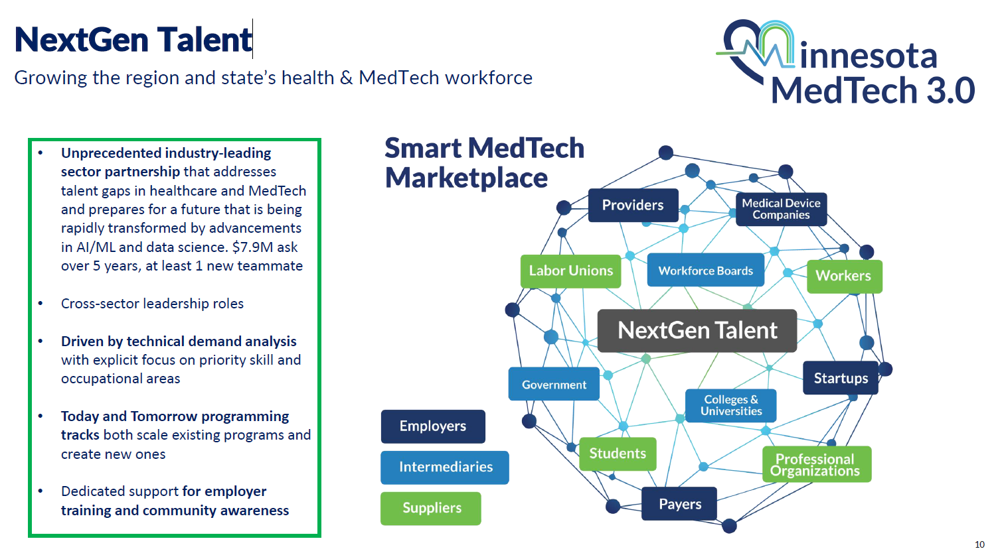 NextGen Talent
Growing the region and state's health & MedTech workforce
innesota
MedTech 3.0
• Unprecedented industry-leading
sector partnership that addresses
talent gaps in healthcare and MedTech
and prepares for a future that is being
rapidly transformed by advancements
in AI/ML and data science. $7.9M ask
over 5 years, at least 1 new teammate
• Cross-sector leadership roles
• Driven by technical demand analysis
with explicit focus on priority skill and
occupational areas
• Today and Tomorrow programming
tracks both scale existing programs and
create new ones
• Dedicated support for employer
training and community awareness
Smart MedTech
Marketplace
Providers
Medical Device
Companies
Labor Unions
Workforce Boards
Workers
NextGen Talent
Government
Startups
Colleges &
Universities
Students
Professional
Organizations
Payers
Employers
Intermediaries
Suppliers
10